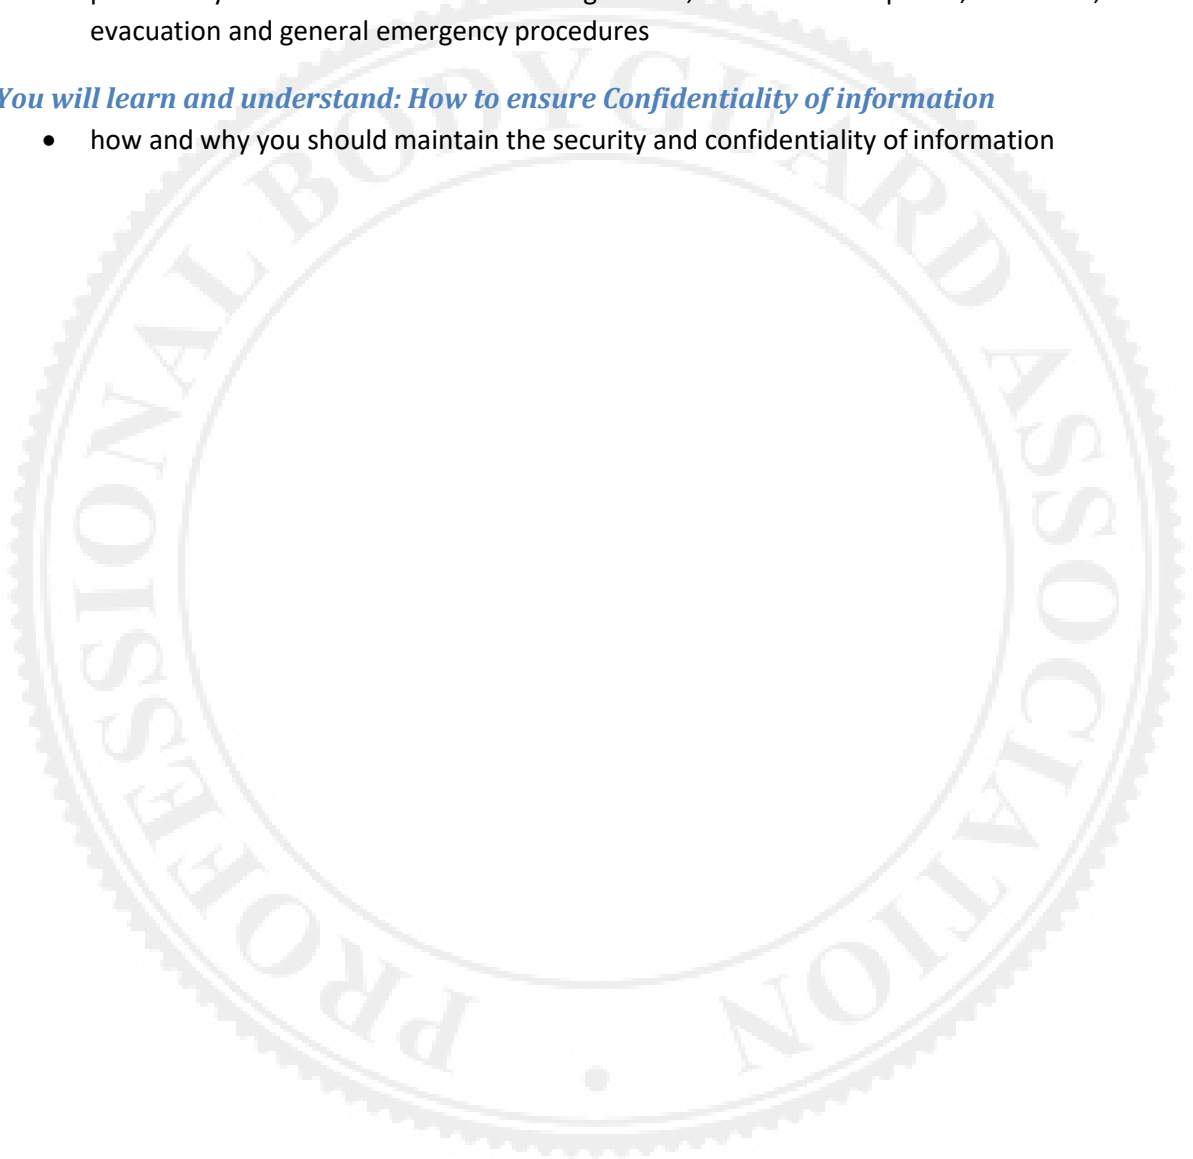 evacuation and general emergency procedures
You will learn and understand: How to ensure Confidentiality of information
• how and why you should maintain the security and confidentiality of information
PROFESSIONAL BODYGUARD ASSOCIATION